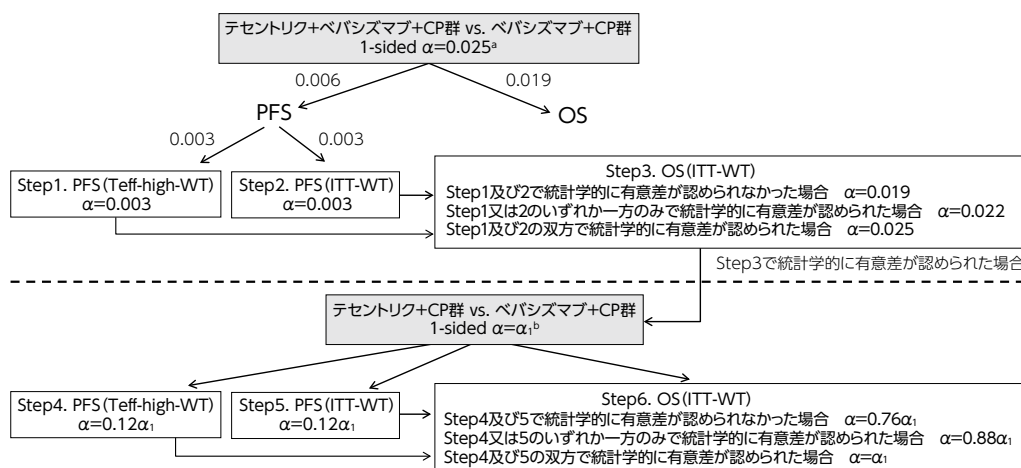 テセントリク+ベバシズマブ+CP群 vs. ベバシズマブ+CP群
1-sided α=0.025ᵃ
0.006
0.019
PFS
OS
0.003
0.003
Step1. PFS(Teff-high-WT)
α=0.003
Step2. PFS(ITT-WT)
α=0.003
Step3. OS(ITT-WT)
Step1及び2で統計学的に有意差が認められなかった場合 α=0.019
Step1又は2のいずれか一方のみで統計学的に有意差が認められた場合 α=0.022
Step1及び2の双方で統計学的に有意差が認められた場合 α=0.025
Step3で統計学的に有意差が認められた場合
テセントリク+CP群 vs. ベバシズマブ+CP群
1-sided α=α₁ᵇ
Step4. PFS(Teff-high-WT)
α=0.12α₁
Step5. PFS(ITT-WT)
α=0.12α₁
Step6. OS(ITT-WT)
Step4及び5で統計学的に有意差が認められなかった場合 α=0.76α₁
Step4又は5のいずれか一方のみで統計学的に有意差が認められた場合 α=0.88α₁
Step4及び5の双方で統計学的に有意差が認められた場合 α=α₁